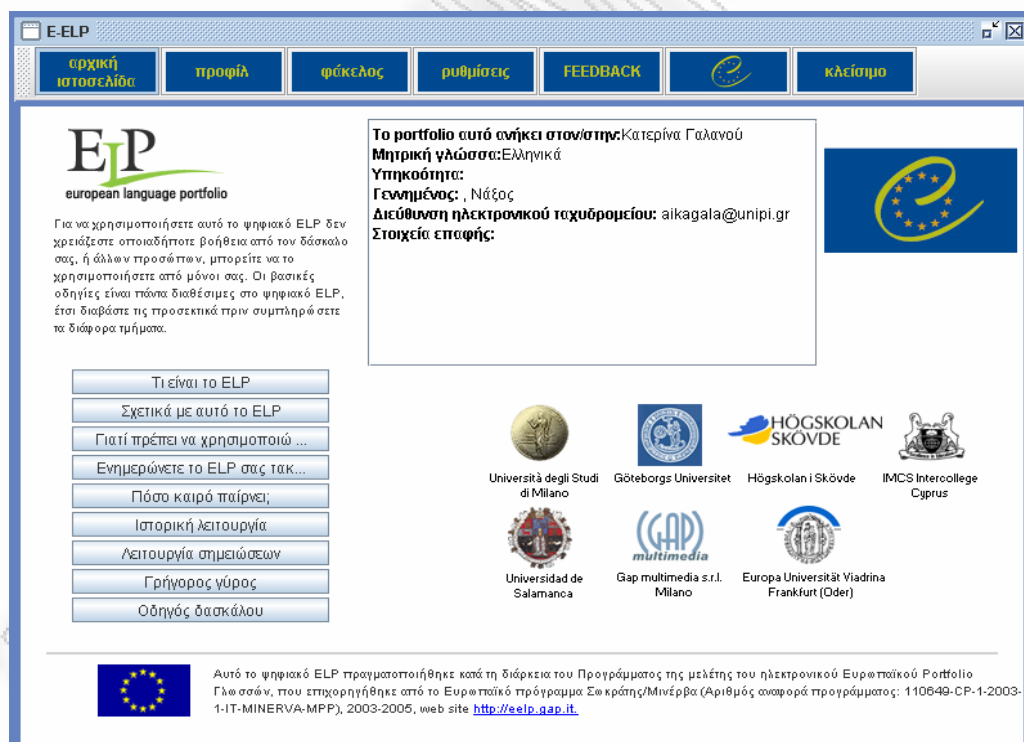 E-ELP
αρχική
ιστοσελίδα
προφίλ
φάκελος
ρυθμίσεις
FEEDBACK
κλείσιμο
ELP
european language portfolio
Για να χρησιμοποιήσετε αυτό το ψηφιακό ELP δεν
χρειάζεστε οποιαδήποτε βοήθεια από τον δάσκαλο
σας, ή άλλων προσώπων, μπορείτε να το
χρησιμοποιήσετε από μόνοι σας. Οι βασικές
οδηγίες είναι πάντα διαθέσιμες στο ψηφιακό ELP,
έτσι διαβάστε τις προσεκτικά πριν συμπληρώσετε
τα διάφορα τμήματα.
Το portfolio αυτό ανήκει στον/στην:Κατερίνα Γαλανού
Μητρική γλώσσα:Ελληνικά
Υπηκοότητα:
Γεννημένος: , Νάξος
Διεύθυνση ηλεκτρονικού ταχυδρομείου: aikagala@unipi.gr
Στοιχεία επαφής:
Τι είναι το ELP
Σχετικά με αυτό το ELP
Γιατί πρέπει να χρησιμοποιώ ...
Ενημερώνετε το ELP σας τακ...
Πόσο καιρό παίρνει;
Ιστορική λειτουργία
Λειτουργία σημειώσεων
Γρήγορος γύρος
Οδηγός δασκάλου
HÖGSKOLAN
SKÖVDE
Università degli Studi
di Milano
Göteborgs Universitet
Högskolan i Skövde
IMCS Intercollege
Cyprus
(GAP)
multimedia
Universidad de
Salamanca
Gap multimedia s.r.l.
Milano
Europa Universität Viadrina
Frankfurt (Oder)
Αυτό το ψηφιακό ELP πραγματοποιήθηκε κατά τη διάρκεια του Προγράμματος της μελέτης του ηλεκτρονικού Ευρωπαϊκού Portfolio
Γλωσσών, που επιχορηγήθηκε από το Ευρωπαϊκό πρόγραμμα Σωκράτης/Μινέρβα (Αριθμός αναφορά προγράμματος: 110649-CP-1-2003-
1-IT-MINERVA-MPP), 2003-2005, web site http://eelp.gap.it.